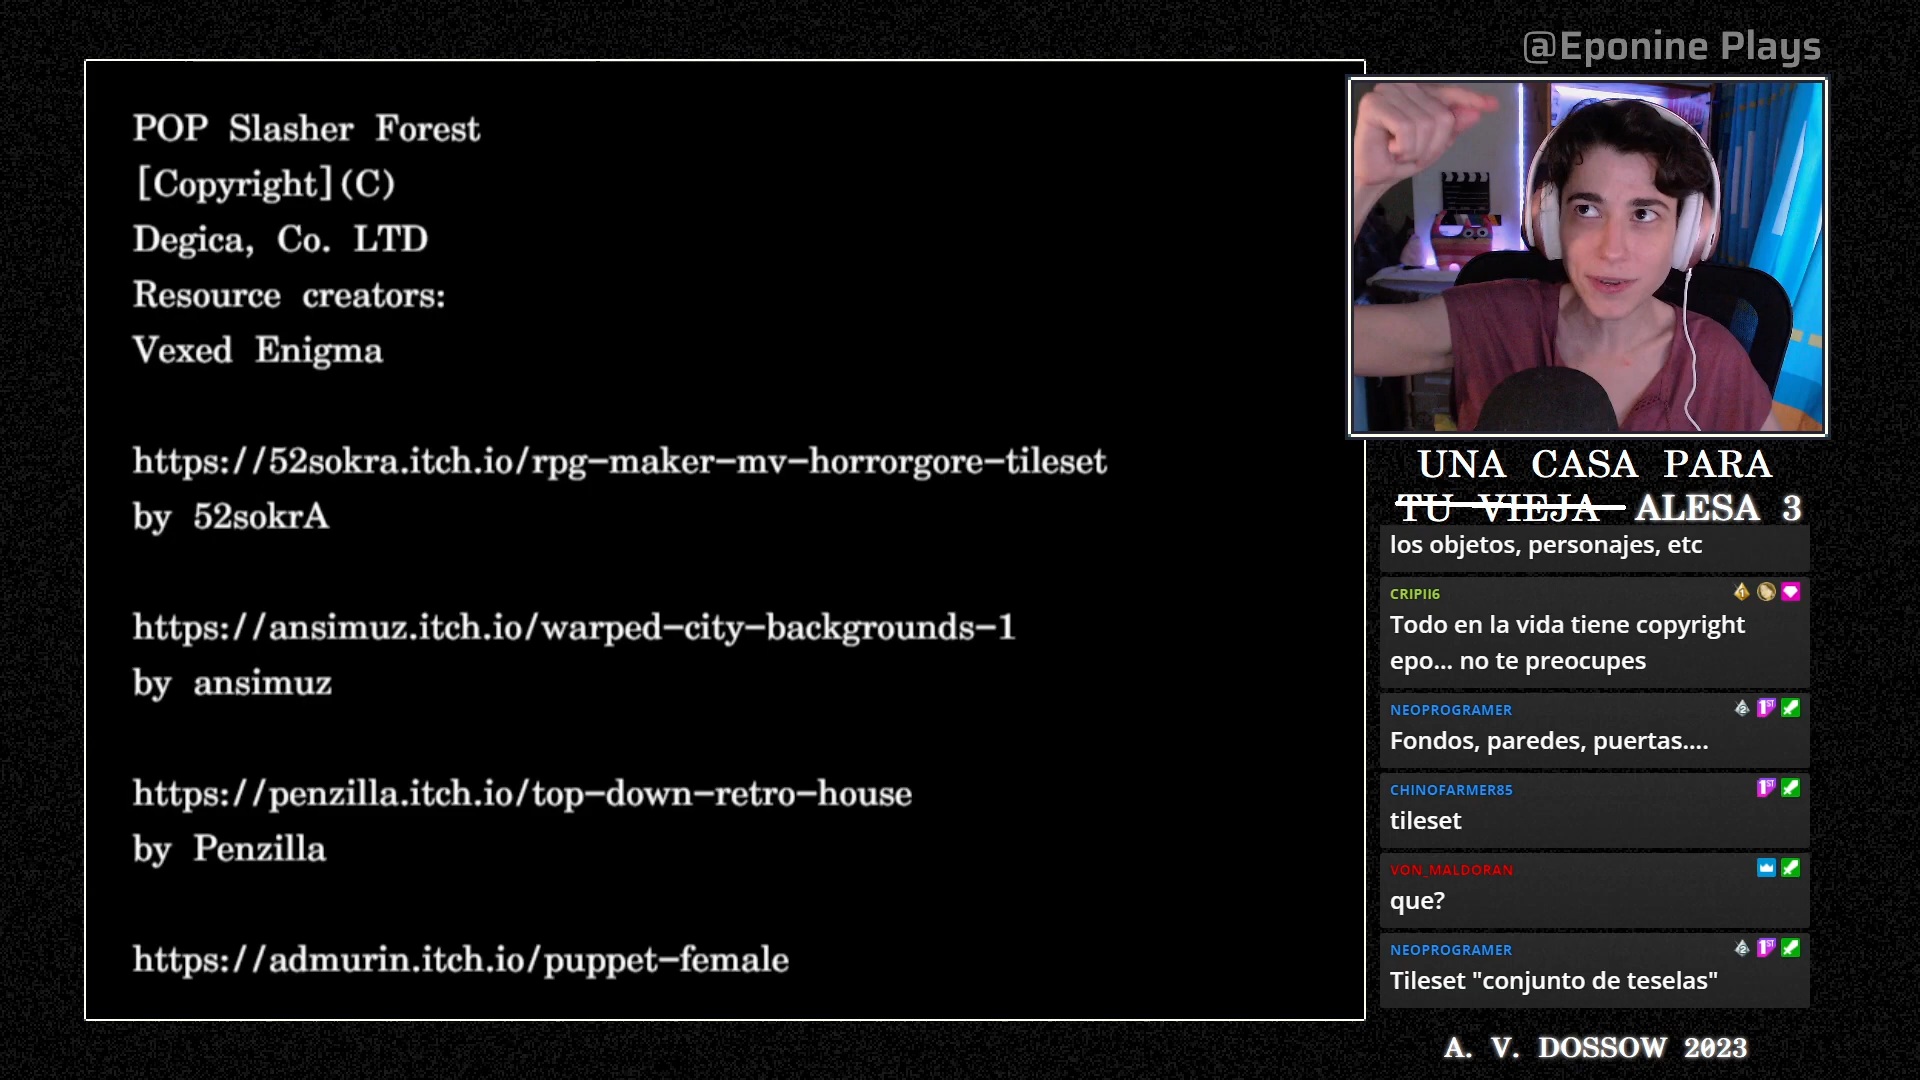 @Eponine Plays
POP Slasher Forest
[Copyright](C)
Degica, Co. LTD
Resource creators:
Vexed Enigma
https://52sokra.itch.io/rpg-maker-mv-horrorgore-tileset
by 52sokrA
https://ansimuz.itch.io/warped-city-backgrounds-1
by ansimuz
https://penzilla.itch.io/top-down-retro-house
by Penzilla
https://admurin.itch.io/puppet-female
UNA CASA PARA
TU VIEJA ALESA 3
los objetos, personajes, etc
CRIPII6
Todo en la vida tiene copyright
epo... no te preocupes
NEOPROGRAMER
Fondos, paredes, puertas....
CHINOFARMER85
tileset
VON_MALDORAN
que?
NEOPROGRAMER
Tileset "conjunto de teselas"
A. V. DOSSOW 2023